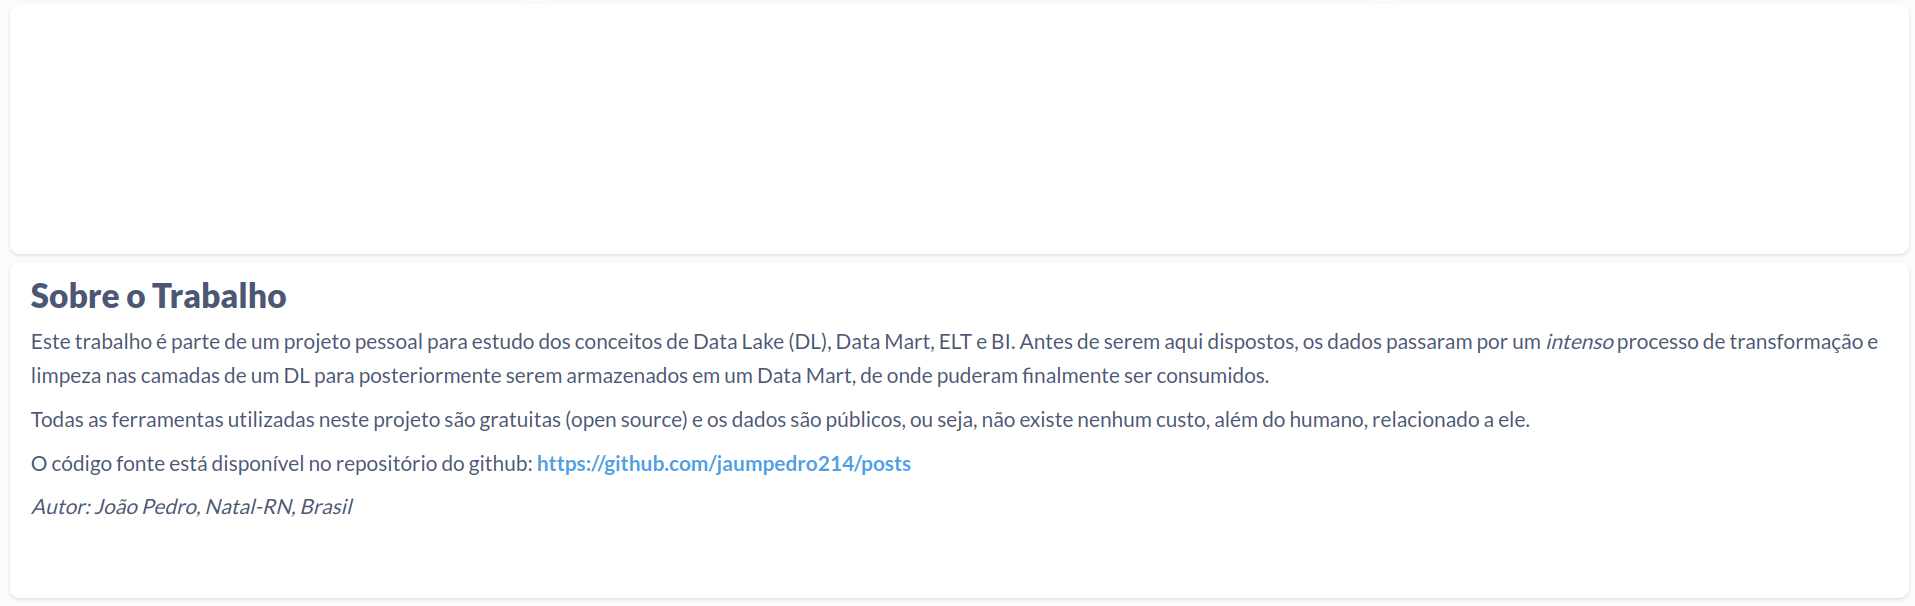 Sobre o Trabalho
Este trabalho é parte de um projeto pessoal para estudo dos conceitos de Data Lake (DL), Data Mart, ELT e BI. Antes de serem aqui dispostos, os dados passaram por um intenso processo de transformação e
limpeza nas camadas de um DL para posteriormente serem armazenados em um Data Mart, de onde puderam finalmente ser consumidos.
Todas as ferramentas utilizadas neste projeto são gratuitas (open source) e os dados são públicos, ou seja, não existe nenhum custo, além do humano, relacionado a ele.
O código fonte está disponível no repositório do github: https://github.com/jaumpedro214/posts
Autor: João Pedro, Natal-RN, Brasil